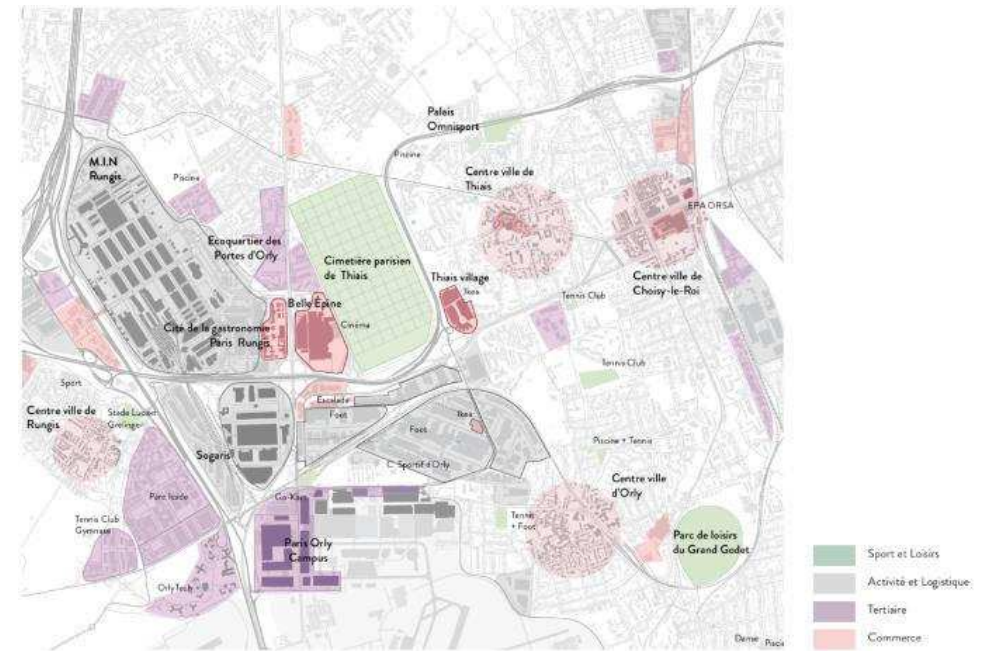 Palais
Omnisport
Piscine
M.I.N
Rungis
Piscine
Centre ville de
Thiais
EPA ORSA
Ecoquartier des
Portes d'Orly
Cimetière parisien
de Thiais
Thiais village
Ikea
Centre ville de
Choisy-le-Roi
Tennis Club
Belle Epine
Cinéma
Cité de la gastronomie
Paris Rungis
Tennis Club
Sport
Escalade
Foot
Centre ville de
Rungis
Stade Lucien
Grelinger
Ikea
Foot
Piscine + Tennis
Sogaris
C. Sportif d'Orly
Centre ville
d'Orly
Parc Icade
Go-Kart
Tennis Club
Gymnase
Tennis
+ Foot
Paris Orly
Campus
Parc de loisirs
du Grand Godet
OrlyTech
Danse
Sport et Loisirs
Activité et Logistique
Tertiaire
Commerce